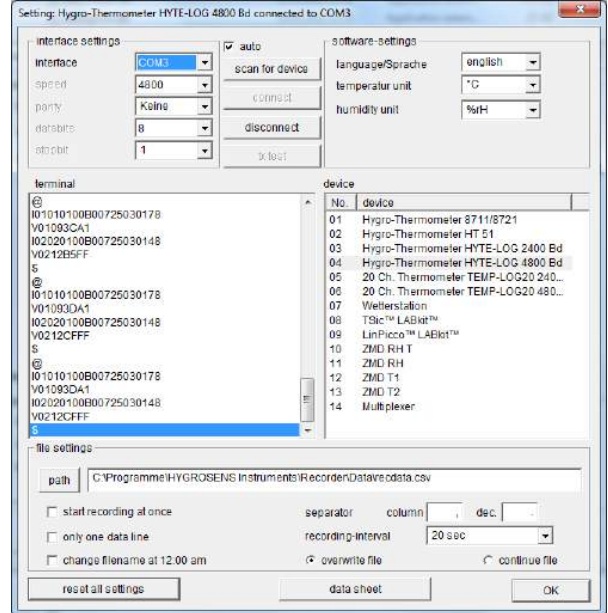 Setting: Hygro-Thermometer HYTE-LOG 4800 Bd connected to COM3
interface settings
interface COM3
speed 4800
parity Keine
databits 8
stopbit 1
auto
scan for device
connect
disconnect
tx test
software-settings
language/Sprache english
temperatur unit °C
humidity unit %rH
terminal
@
I01010100B00725030178
V01093CA1
I02020100B00725030148
V0212B5FF
S
@
I01010100B00725030178
V01093DA1
I02020100B00725030148
V0212CFFF
S
@
I01010100B00725030178
V01093DA1
I02020100B00725030148
V0212CFFF
S
device
No. device
01 Hygro-Thermometer 8711/8721
02 Hygro-Thermometer HT 51
03 Hygro-Thermometer HYTE-LOG 2400 Bd
04 Hygro-Thermometer HYTE-LOG 4800 Bd
05 20 Ch. Thermometer TEMP-LOG20 240...
06 20 Ch. Thermometer TEMP-LOG20 480...
07 Wetterstation
08 TSic™ LABkit™
09 LinPicco™ LABkit™
10 ZMD RH T
11 ZMD RH
12 ZMD T1
13 ZMD T2
14 Multiplexer
file settings
path C:\Programme\HYGROSENS Instruments\Recorder\Data\recdata.csv
start recording at once separator column , dec. .
only one data line recording-interval 20 sec
change filename at 12.00 am overwrite file continue file
reset all settings data sheet OK